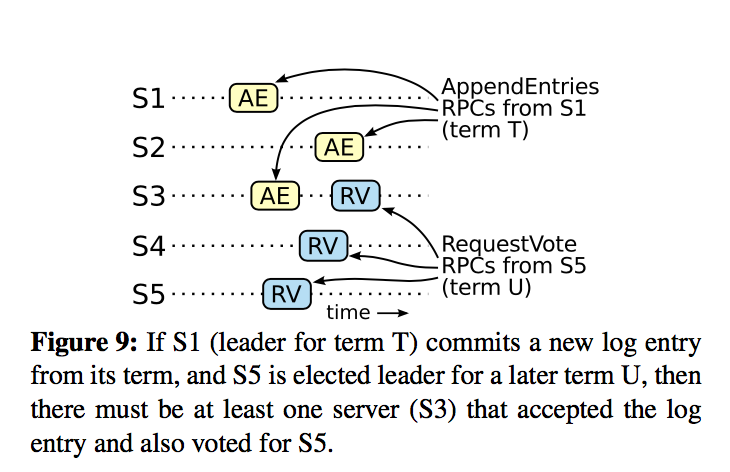 S1 AE
AppendEntries
RPCs from S1
(term T)
S2 AE
S3 AE RV
S4 RV
RequestVote
RPCs from S5
(term U)
S5 RV
time
Figure 9: If S1 (leader for term T) commits a new log entry
from its term, and S5 is elected leader for a later term U, then
there must be at least one server (S3) that accepted the log
entry and also voted for S5.